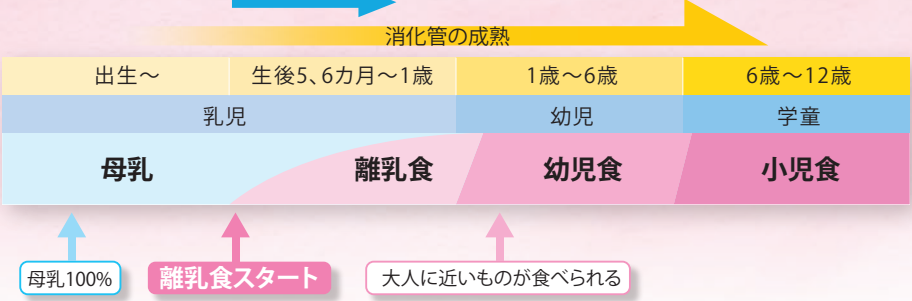 消化管の成熟
出生～ 生後5、6カ月～1歳 1歳～6歳 6歳～12歳
乳児 幼児 学童
母乳 離乳食 幼児食 小児食
母乳100% 離乳食スタート 大人に近いものが食べられる